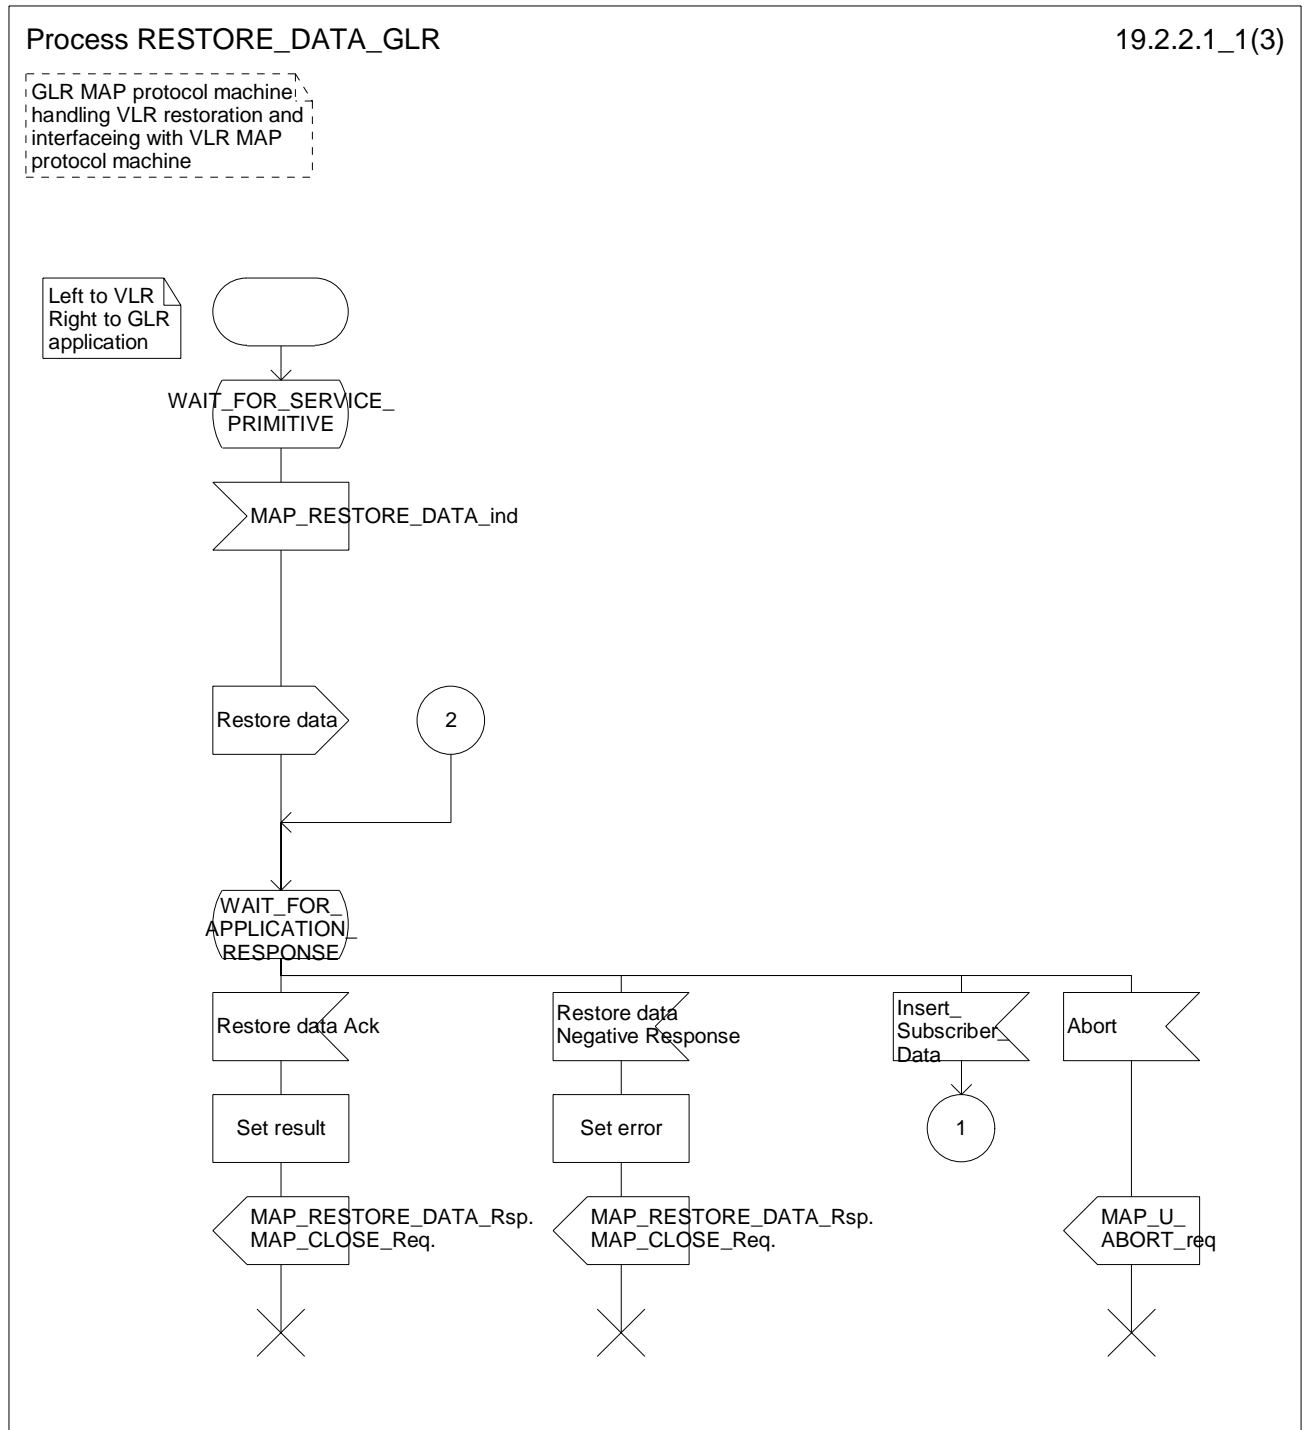 Process RESTORE_DATA_GLR
19.2.2.1_1(3)
GLR MAP protocol machine
handling VLR restoration and
interfaceing with VLR MAP
protocol machine
Left to VLR
Right to GLR
application
WAIT_FOR_SERVICE_
PRIMITIVE
MAP_RESTORE_DATA_ind
Restore data
2
WAIT_FOR_
APPLICATION_
RESPONSE
Restore data Ack
Restore data
Negative Response
Insert_
Subscriber_
Data
Abort
Set result
Set error
1
MAP_RESTORE_DATA_Rsp.
MAP_CLOSE_Req.
MAP_RESTORE_DATA_Rsp.
MAP_CLOSE_Req.
MAP_U_
ABORT_req